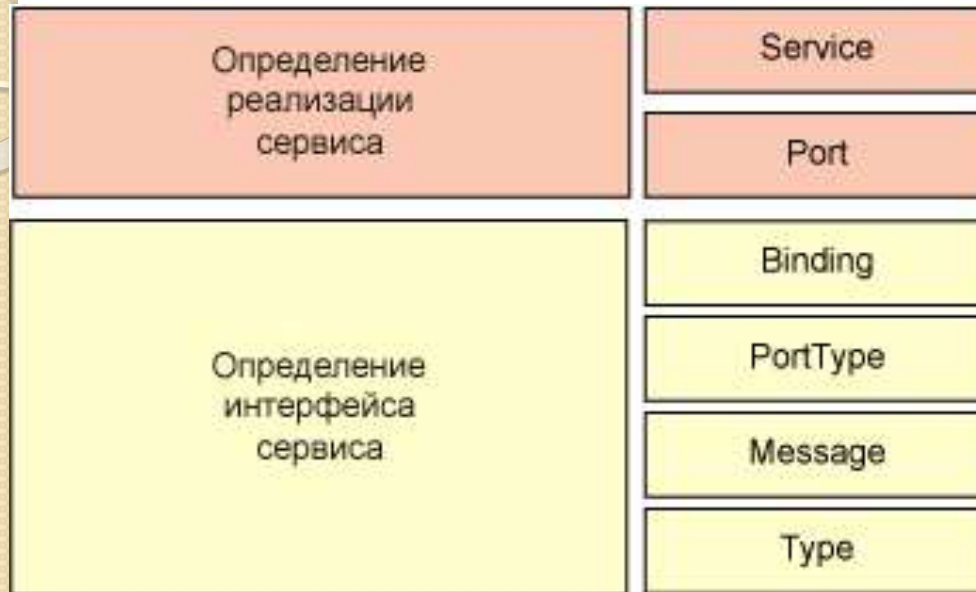 Определение
реализации
сервиса
Service
Port
Определение
интерфейса
сервиса
Binding
PortType
Message
Type